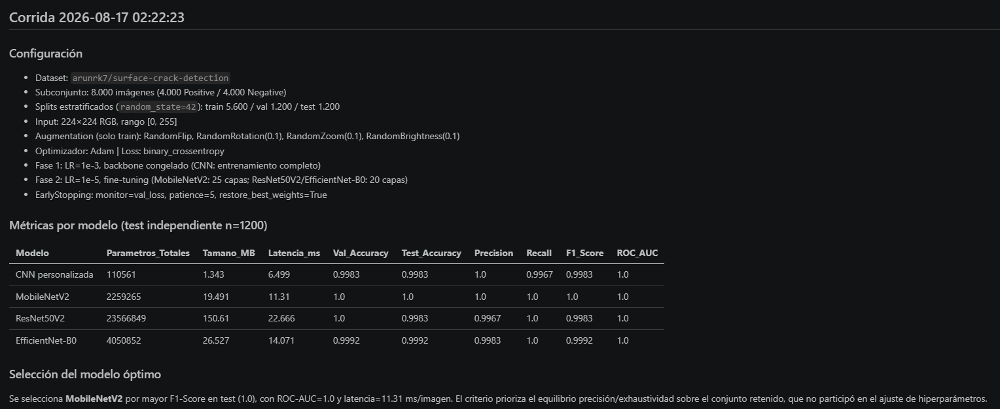 Corrida 2026-08-17 02:22:23
Configuración
Dataset: arunrk7/surface-crack-detection
Subconjunto: 8.000 imágenes (4.000 Positive / 4.000 Negative)
Splits estratificados (random_state=42): train 5.600 / val 1.200 / test 1.200
Input: 224×224 RGB, rango [0, 255]
Augmentation (solo train): RandomFlip, RandomRotation(0.1), RandomZoom(0.1), RandomBrightness(0.1)
Optimizador: Adam | Loss: binary_crossentropy
Fase 1: LR=1e-3, backbone congelado (CNN: entrenamiento completo)
Fase 2: LR=1e-5, fine-tuning (MobileNetV2: 25 capas; ResNet50V2/EfficientNet-B0: 20 capas)
EarlyStopping: monitor=val_loss, patience=5, restore_best_weights=True
Métricas por modelo (test independiente n=1200)
Modelo Parametros_Totales Tamano_MB Latencia_ms Val_Accuracy Test_Accuracy Precision Recall F1_Score ROC_AUC
CNN personalizada 110561 1.343 6.499 0.9983 0.9983 1.0 0.9967 0.9983 1.0
MobileNetV2 2259265 19.491 11.31 1.0 1.0 1.0 1.0 1.0 1.0
ResNet50V2 23566849 150.61 22.666 1.0 0.9983 0.9967 1.0 0.9983 1.0
EfficientNet-B0 4050852 26.527 14.071 0.9992 0.9992 0.9983 1.0 0.9992 1.0
Selección del modelo óptimo
Se selecciona MobileNetV2 por mayor F1-Score en test (1.0), con ROC-AUC=1.0 y latencia=11.31 ms/imagen. El criterio prioriza el equilibrio precisión/exhaustividad sobre el conjunto retenido, que no participó en el ajuste de hiperparámetros.